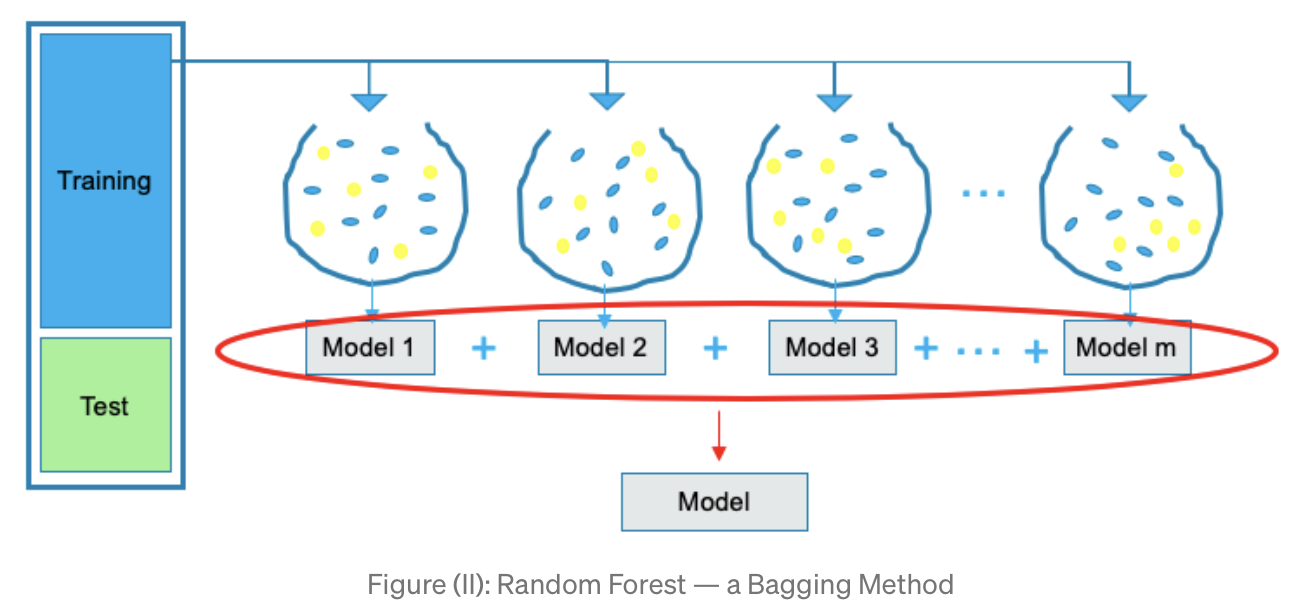 Training
Test
...
Model 1 + Model 2 + Model 3 + ... + Model m
Model
Figure (II): Random Forest — a Bagging Method